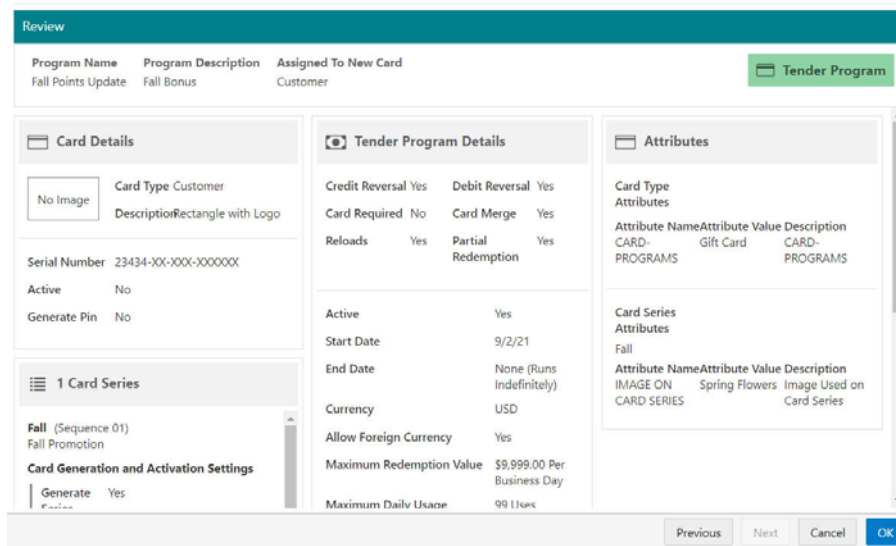 Review
Program Name Program Description Assigned To New Card
Fall Points Update Fall Bonus Customer
Tender Program
Card Details
No Image
Card Type Customer
Description Rectangle with Logo
Serial Number 23434-XX-XXX-XXXXXX
Active No
Generate Pin No
1 Card Series
Fall (Sequence 01)
Fall Promotion
Card Generation and Activation Settings
Generate Yes
Series
Tender Program Details
Credit Reversal Yes Debit Reversal Yes
Card Required No Card Merge Yes
Reloads Yes Partial Yes
Redemption
Active Yes
Start Date 9/2/21
End Date None (Runs
Indefinitely)
Currency USD
Allow Foreign Currency Yes
Maximum Redemption Value $9,999.00 Per
Business Day
Maximum Daily Usage 99 Uses
Attributes
Card Type
Attributes
Attribute Name Attribute Value Description
CARD- Gift Card CARD-
PROGRAMS PROGRAMS
Card Series
Attributes
Fall
Attribute Name Attribute Value Description
IMAGE ON Spring Flowers Image Used on
CARD SERIES Card Series
Previous Next Cancel OK